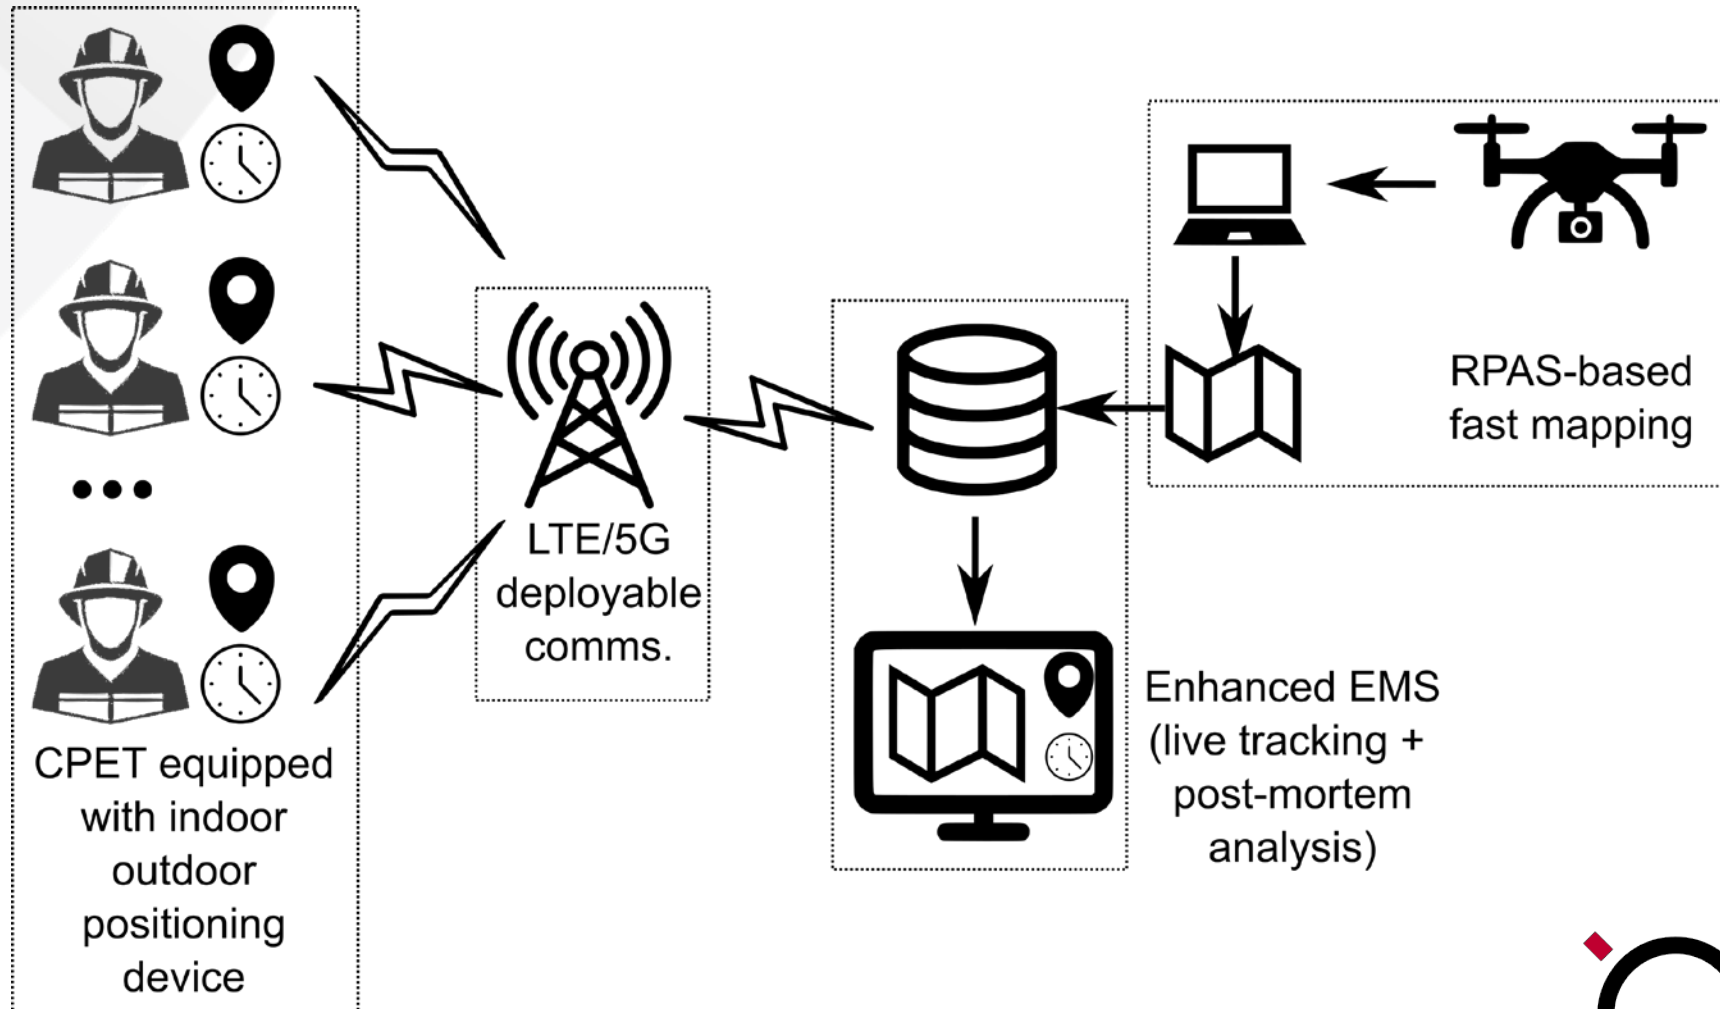 CPET equipped
with indoor
outdoor
positioning
device
LTE/5G
deployable
comms.
RPAS-based
fast mapping
Enhanced EMS
(live tracking +
post-mortem
analysis)